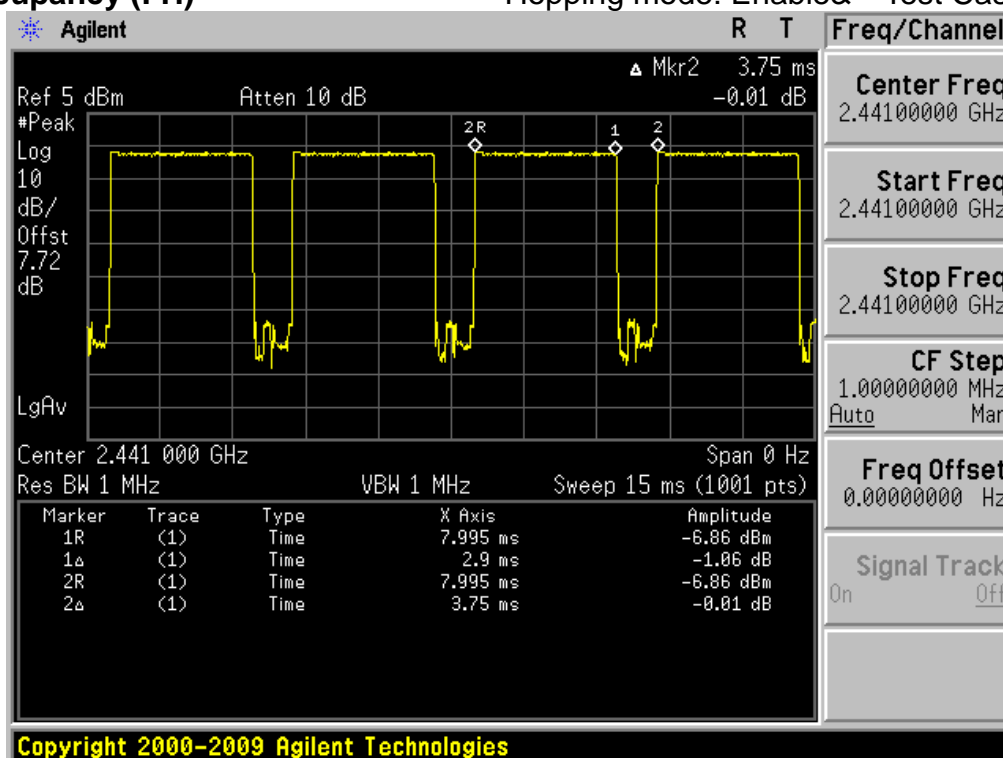 Hopping mode: Enable&
Agilent R T
Freq/Channel
Δ Mkr2 3.75 ms
Ref 5 dBm Atten 10 dB -0.01 dB
#Peak
Log
10
dB/
Offst
7.72
dB
LgAv
2R 1 2
Center 2.441 000 GHz Span 0 Hz
Res BW 1 MHz VBW 1 MHz Sweep 15 ms (1001 pts)
Marker Trace Type X Axis Amplitude
1R (1) Time 7.995 ms -6.86 dBm
1Δ (1) Time 2.9 ms -1.06 dB
2R (1) Time 7.995 ms -6.86 dBm
2Δ (1) Time 3.75 ms -0.01 dB
Center Freq
2.44100000 GHz
Start Freq
2.44100000 GHz
Stop Freq
2.44100000 GHz
CF Step
1.00000000 MHz
Auto Man
Freq Offset
0.00000000 Hz
Signal Track
On Off
Copyright 2000-2009 Agilent Technologies